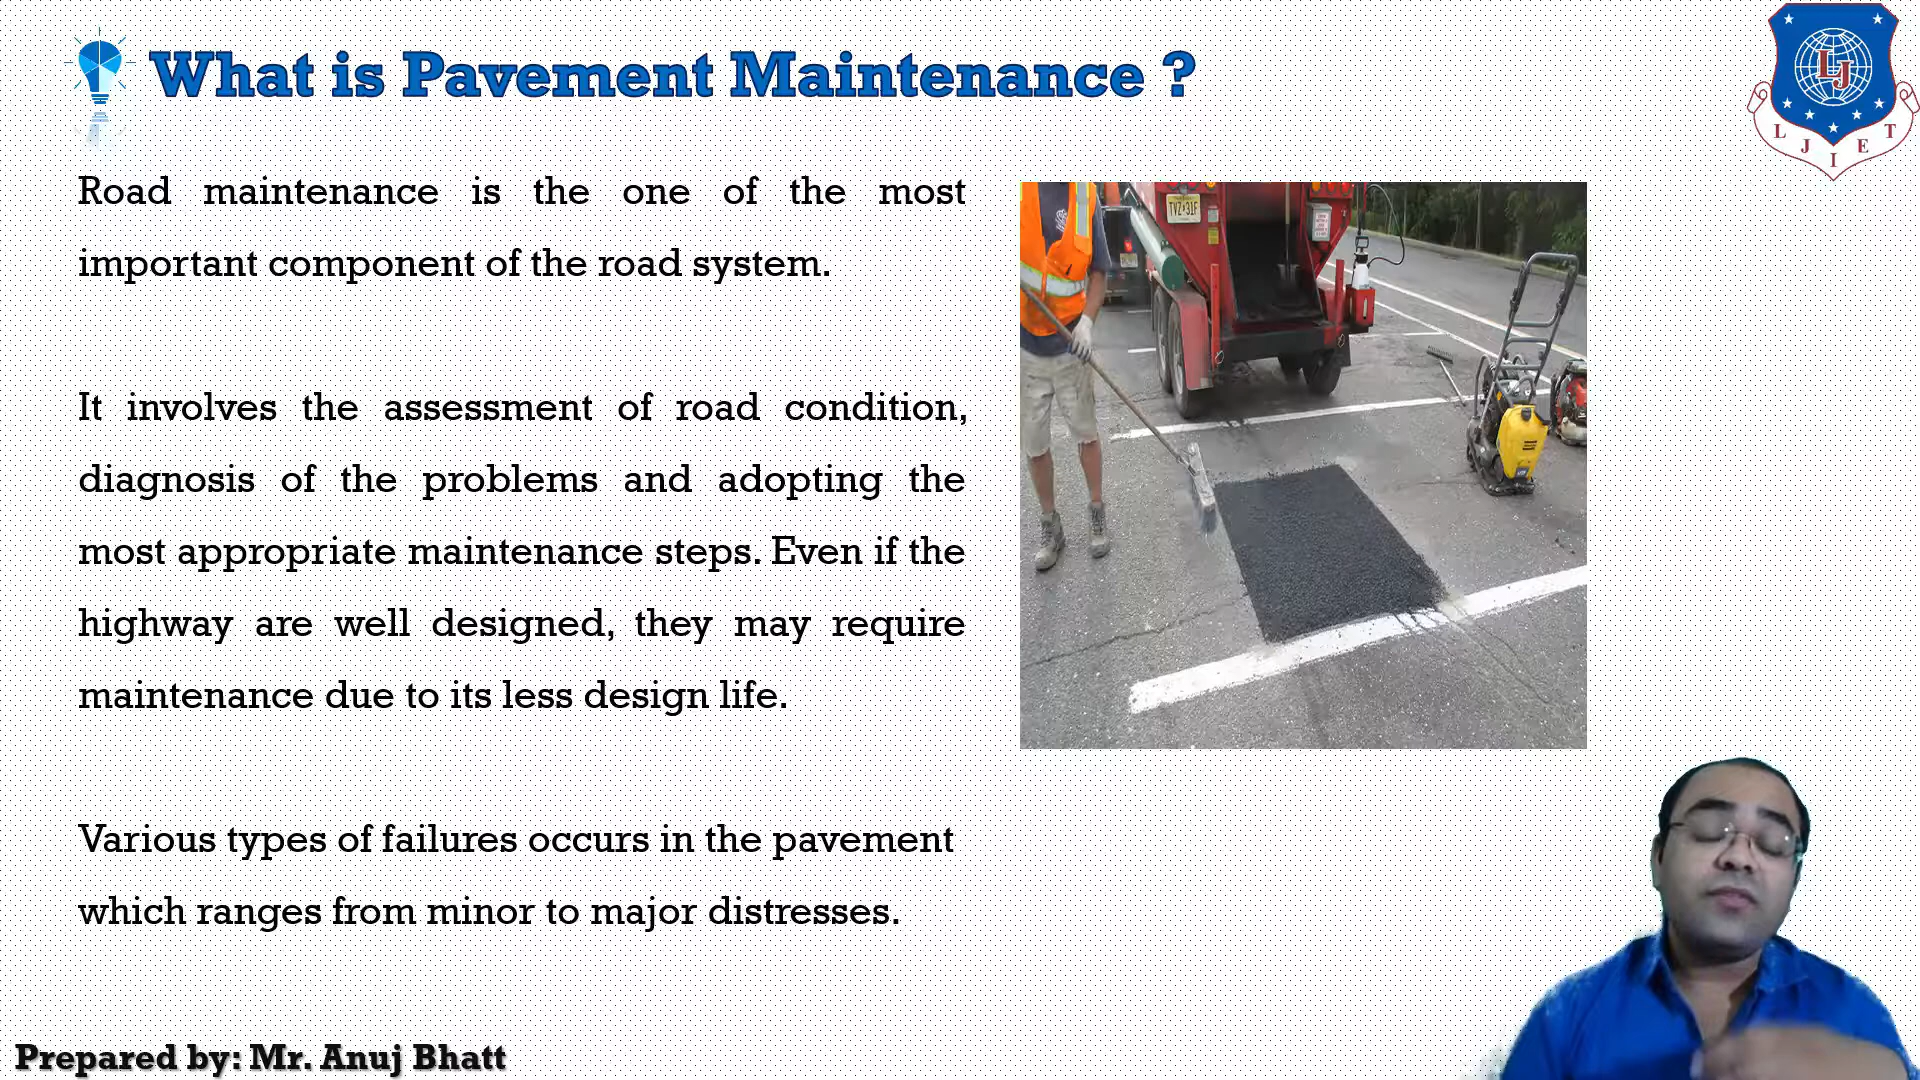 What is Pavement Maintenance ?
LJ
L J I E T
Road maintenance is the one of the most
important component of the road system.
It involves the assessment of road condition,
diagnosis of the problems and adopting the
most appropriate maintenance steps. Even if the
highway are well designed, they may require
maintenance due to its less design life.
Various types of failures occurs in the pavement
which ranges from minor to major distresses.
Prepared by: Mr. Anuj Bhatt